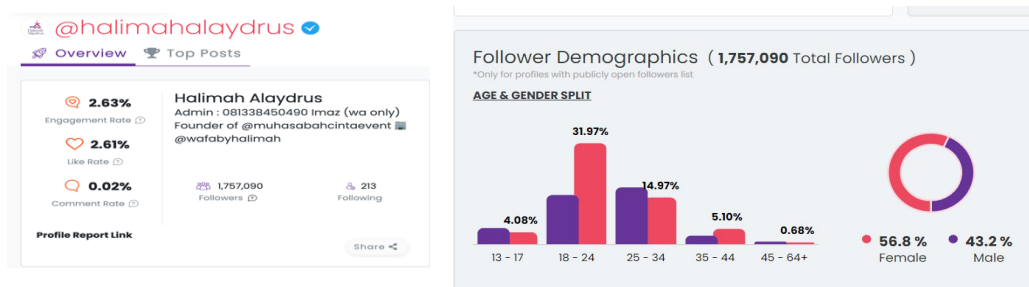 @halimahalaydrus
Overview
Top Posts
2.63%
Engagement Rate
2.61%
Like Rate
0.02%
Comment Rate
Profile Report Link
Halimah Alaydrus
Admin : 081338450490 Imaz (wa only)
Founder of @muhasabahcintaevent
@wafabyhalimah
1,757,090
Followers
213
Following
Share
Follower Demographics ( 1,757,090 Total Followers )
*Only for profiles with publicly open followers list
AGE & GENDER SPLIT
4.08%
31.97%
14.97%
5.10%
0.68%
13 - 17
18 - 24
25 - 34
35 - 44
45 - 64+
56.8 %
Female
43.2 %
Male